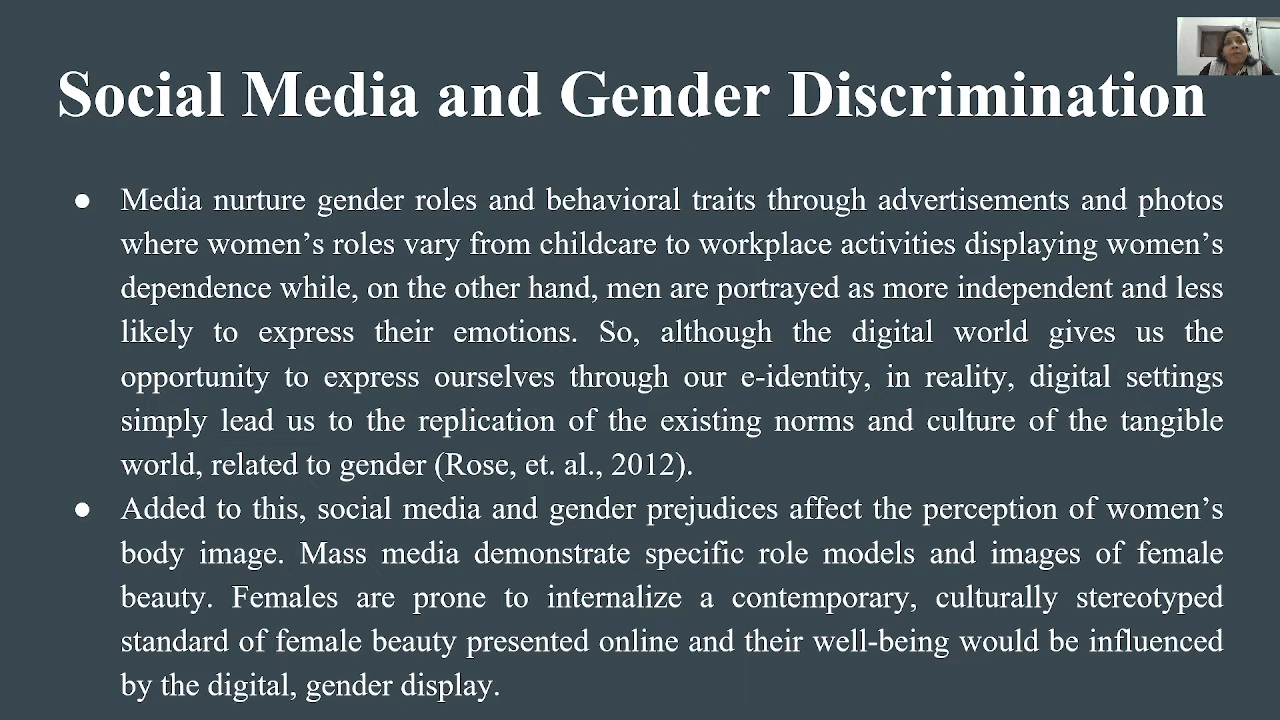 Social Media and Gender Discrimination
● Media nurture gender roles and behavioral traits through advertisements and photos
where women’s roles vary from childcare to workplace activities displaying women’s
dependence while, on the other hand, men are portrayed as more independent and less
likely to express their emotions. So, although the digital world gives us the
opportunity to express ourselves through our e-identity, in reality, digital settings
simply lead us to the replication of the existing norms and culture of the tangible
world, related to gender (Rose, et. al., 2012).
● Added to this, social media and gender prejudices affect the perception of women’s
body image. Mass media demonstrate specific role models and images of female
beauty. Females are prone to internalize a contemporary, culturally stereotyped
standard of female beauty presented online and their well-being would be influenced
by the digital, gender display.